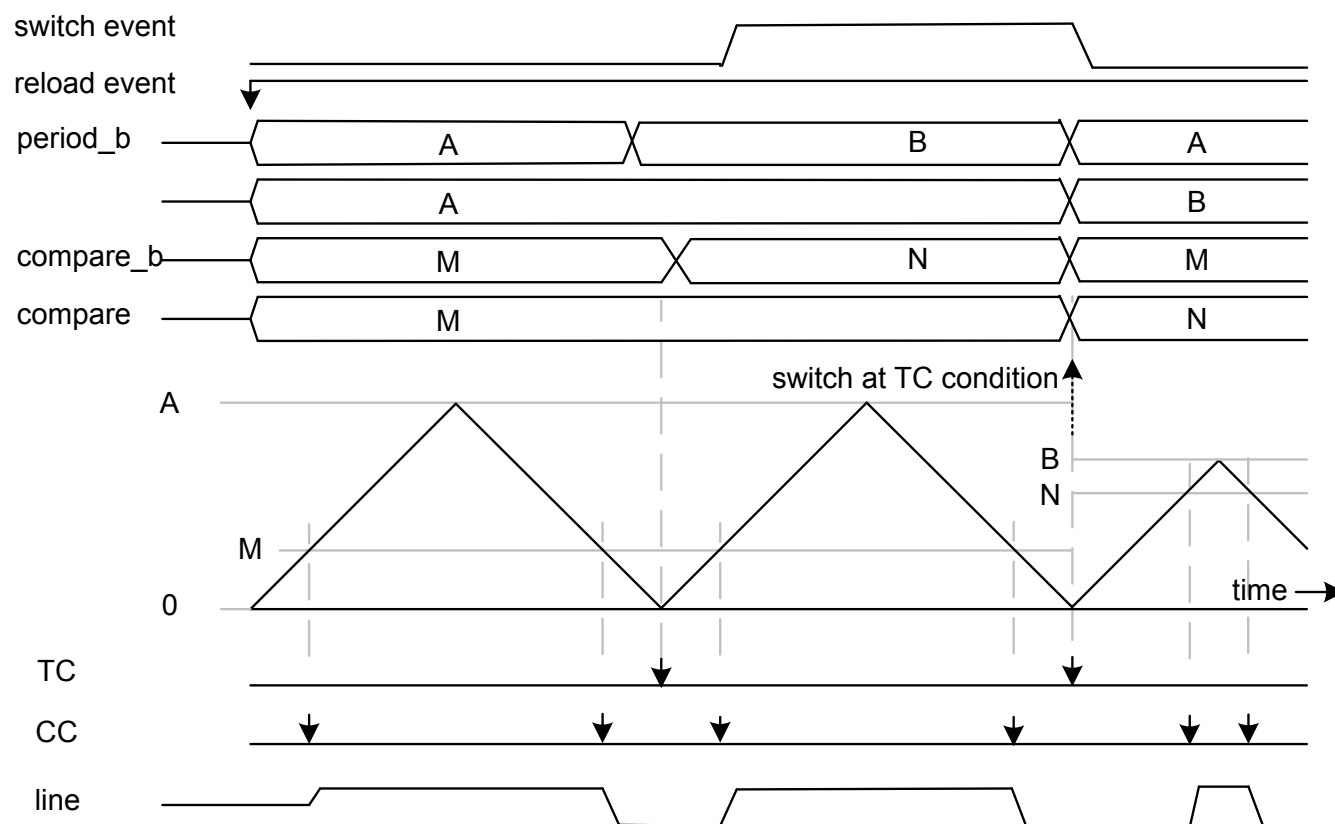 switch event
reload event
period_b A B A
A B
compare_b M N M
compare M N
switch at TC condition
A
B
N
M
time
0
TC
CC
line